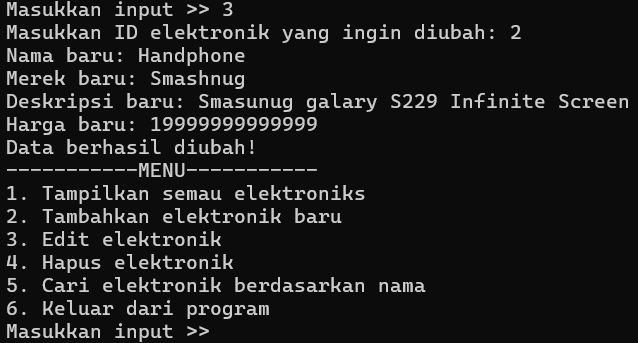 Masukkan input >> 3
Masukkan ID elektronik yang ingin diubah: 2
Nama baru: Handphone
Merek baru: Smashnug
Deskripsi baru: Smasunug galary S229 Infinite Screen
Harga baru: 19999999999999
Data berhasil diubah!
-----------MENU-----------
1. Tampilkan semau elektroniks
2. Tambahkan elektronik baru
3. Edit elektronik
4. Hapus elektronik
5. Cari elektronik berdasarkan nama
6. Keluar dari program
Masukkan input >>